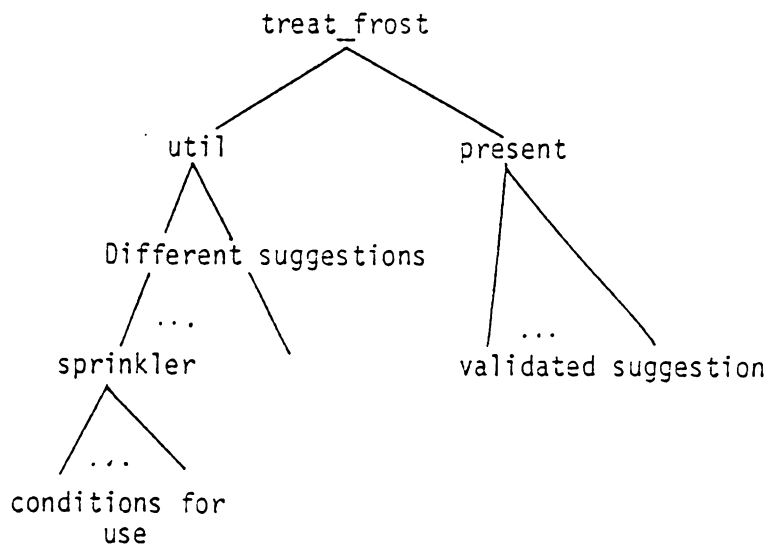 treat_frost
util
present
Different suggestions
...
...
sprinkler
validated suggestion
...
conditions for
use